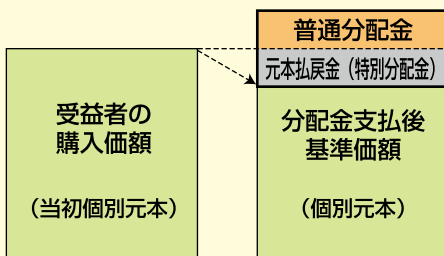 普通分配金
元本払戻金（特別分配金）
受益者の
購入価額
（当初個別元本）
分配金支払後
基準価額
（個別元本）